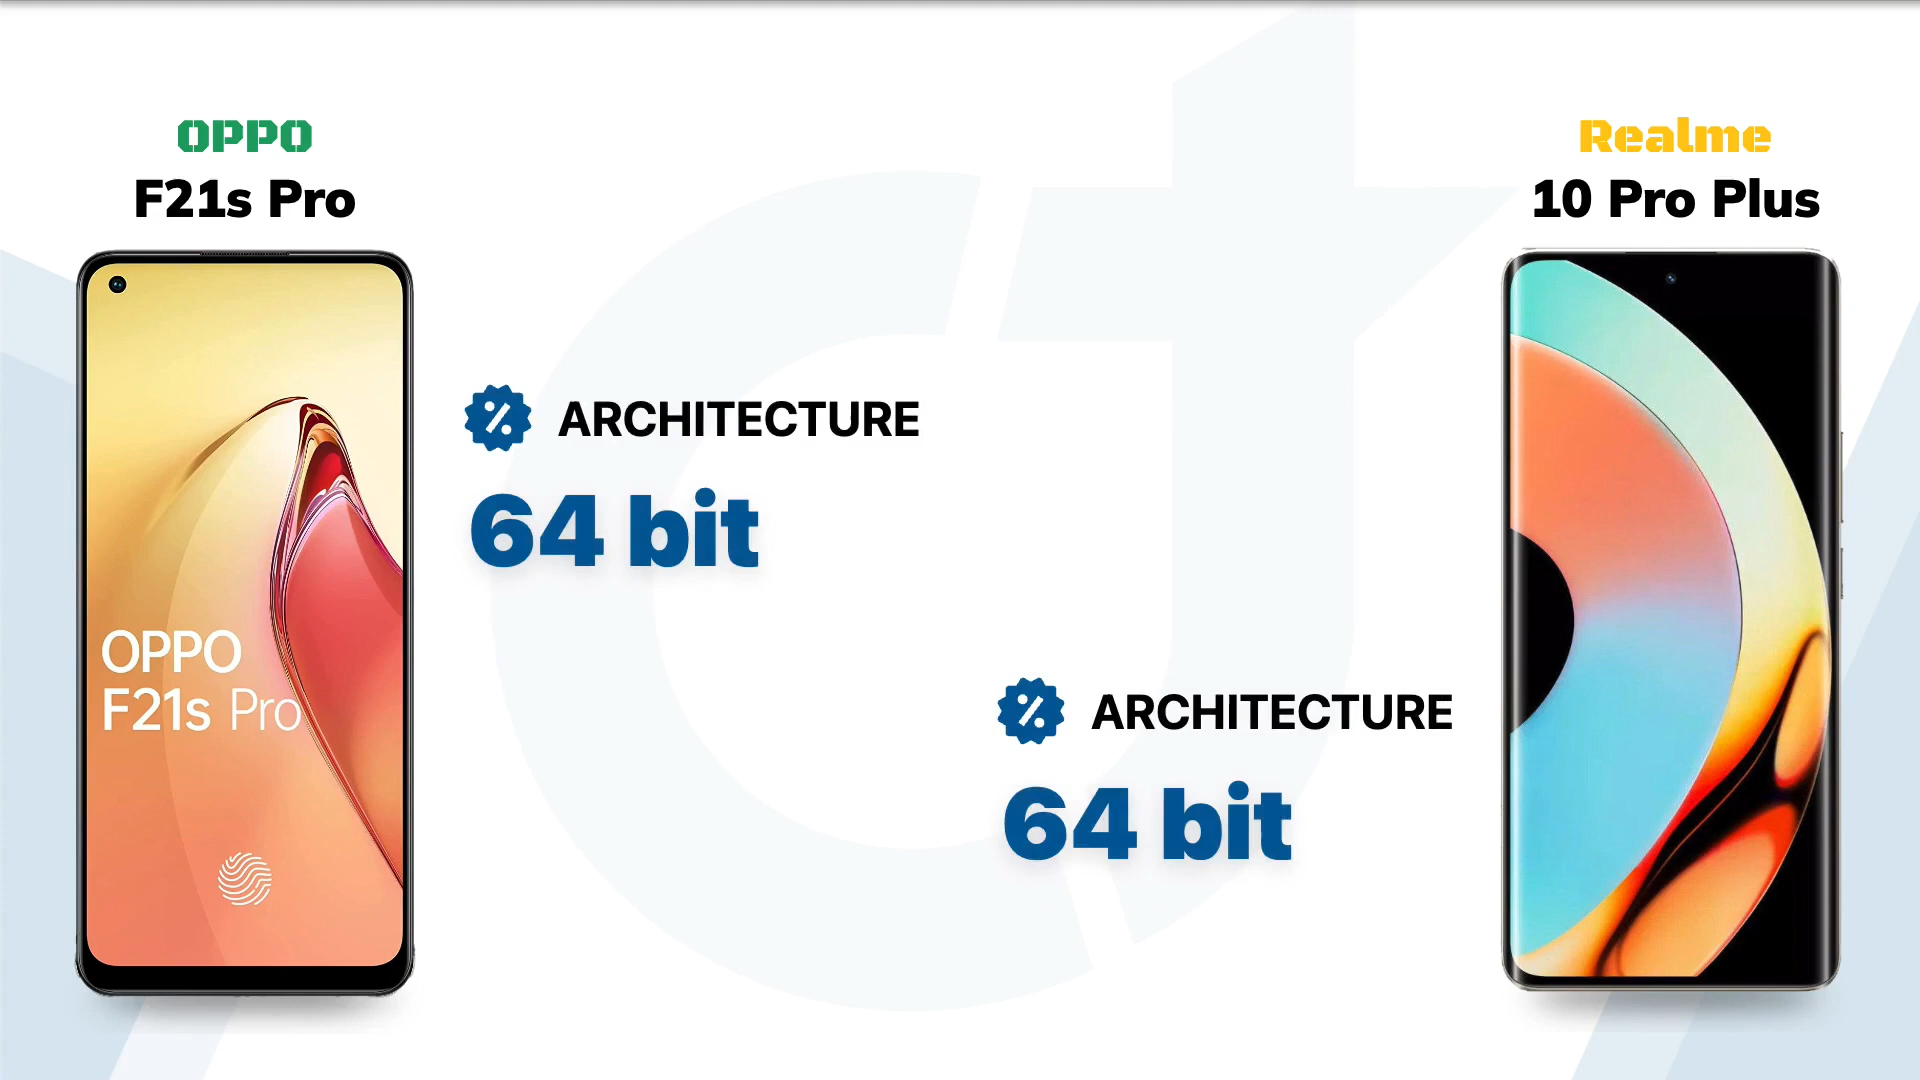 OPPO
F21s Pro
Realme
10 Pro Plus
ARCHITECTURE
64 bit
OPPO
F21s Pro
ARCHITECTURE
64 bit